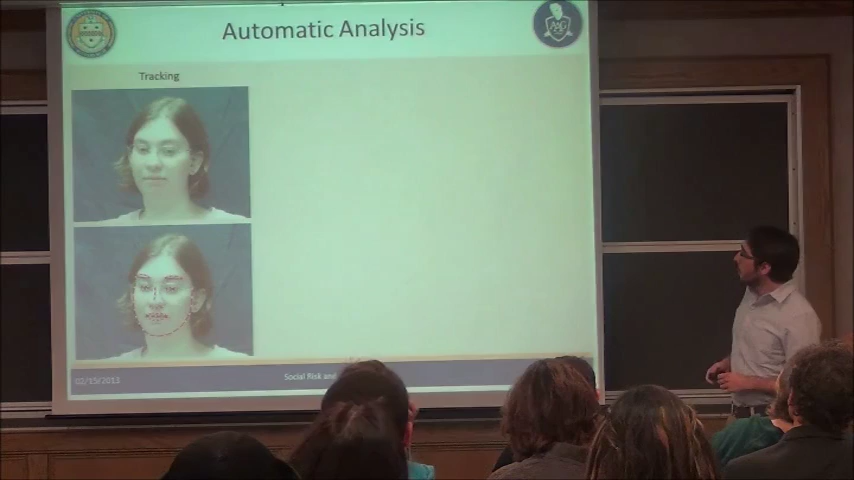 Automatic Analysis
Tracking
02/15/2013
Social Risk and